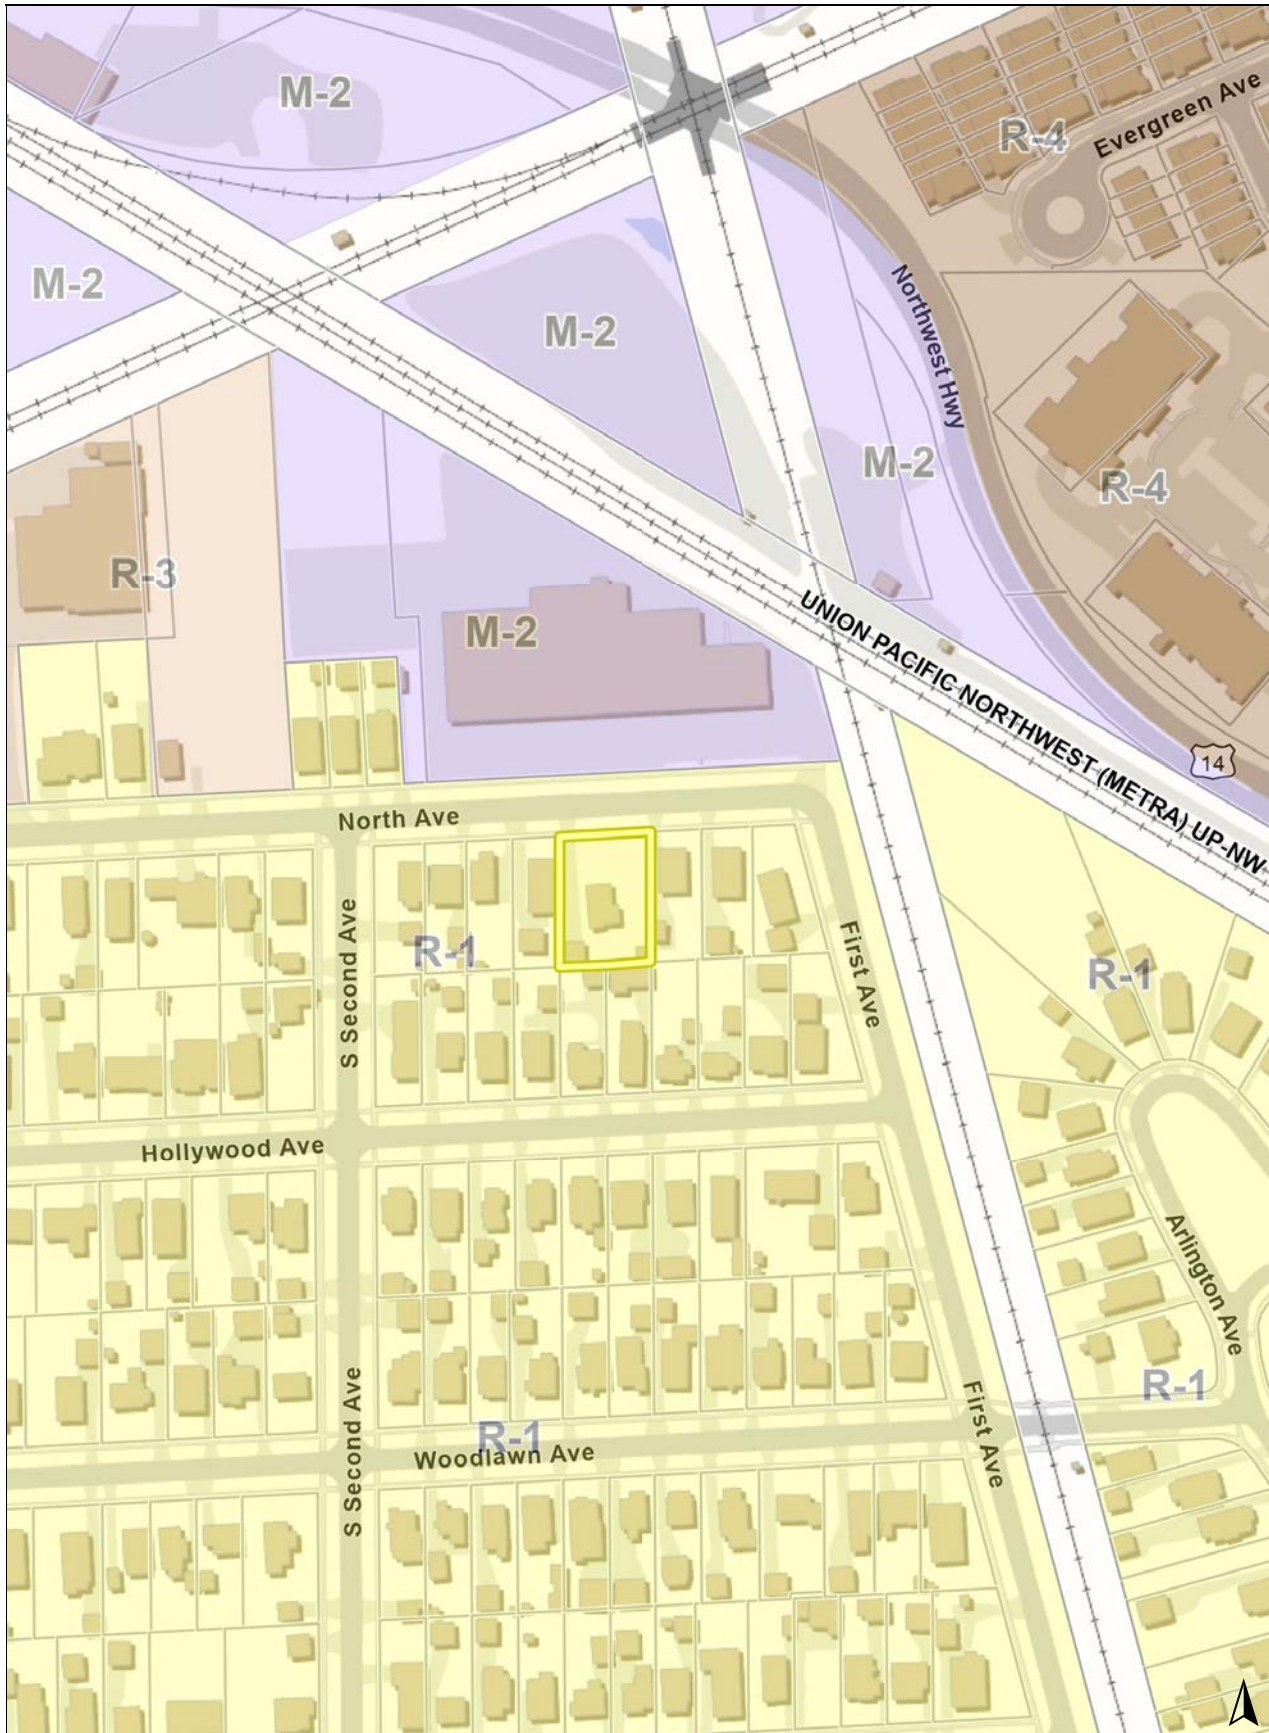 M-2
R-4
Evergreen Ave
M-2
M-2
Northwest Hwy
M-2
R-4
R-3
M-2
UNION PACIFIC NORTHWEST (METRA) UP-NW
14
North Ave
S Second Ave
R-1
First Ave
R-1
Hollywood Ave
Arlington Ave
S Second Ave
R-1
First Ave
R-1
Woodlawn Ave